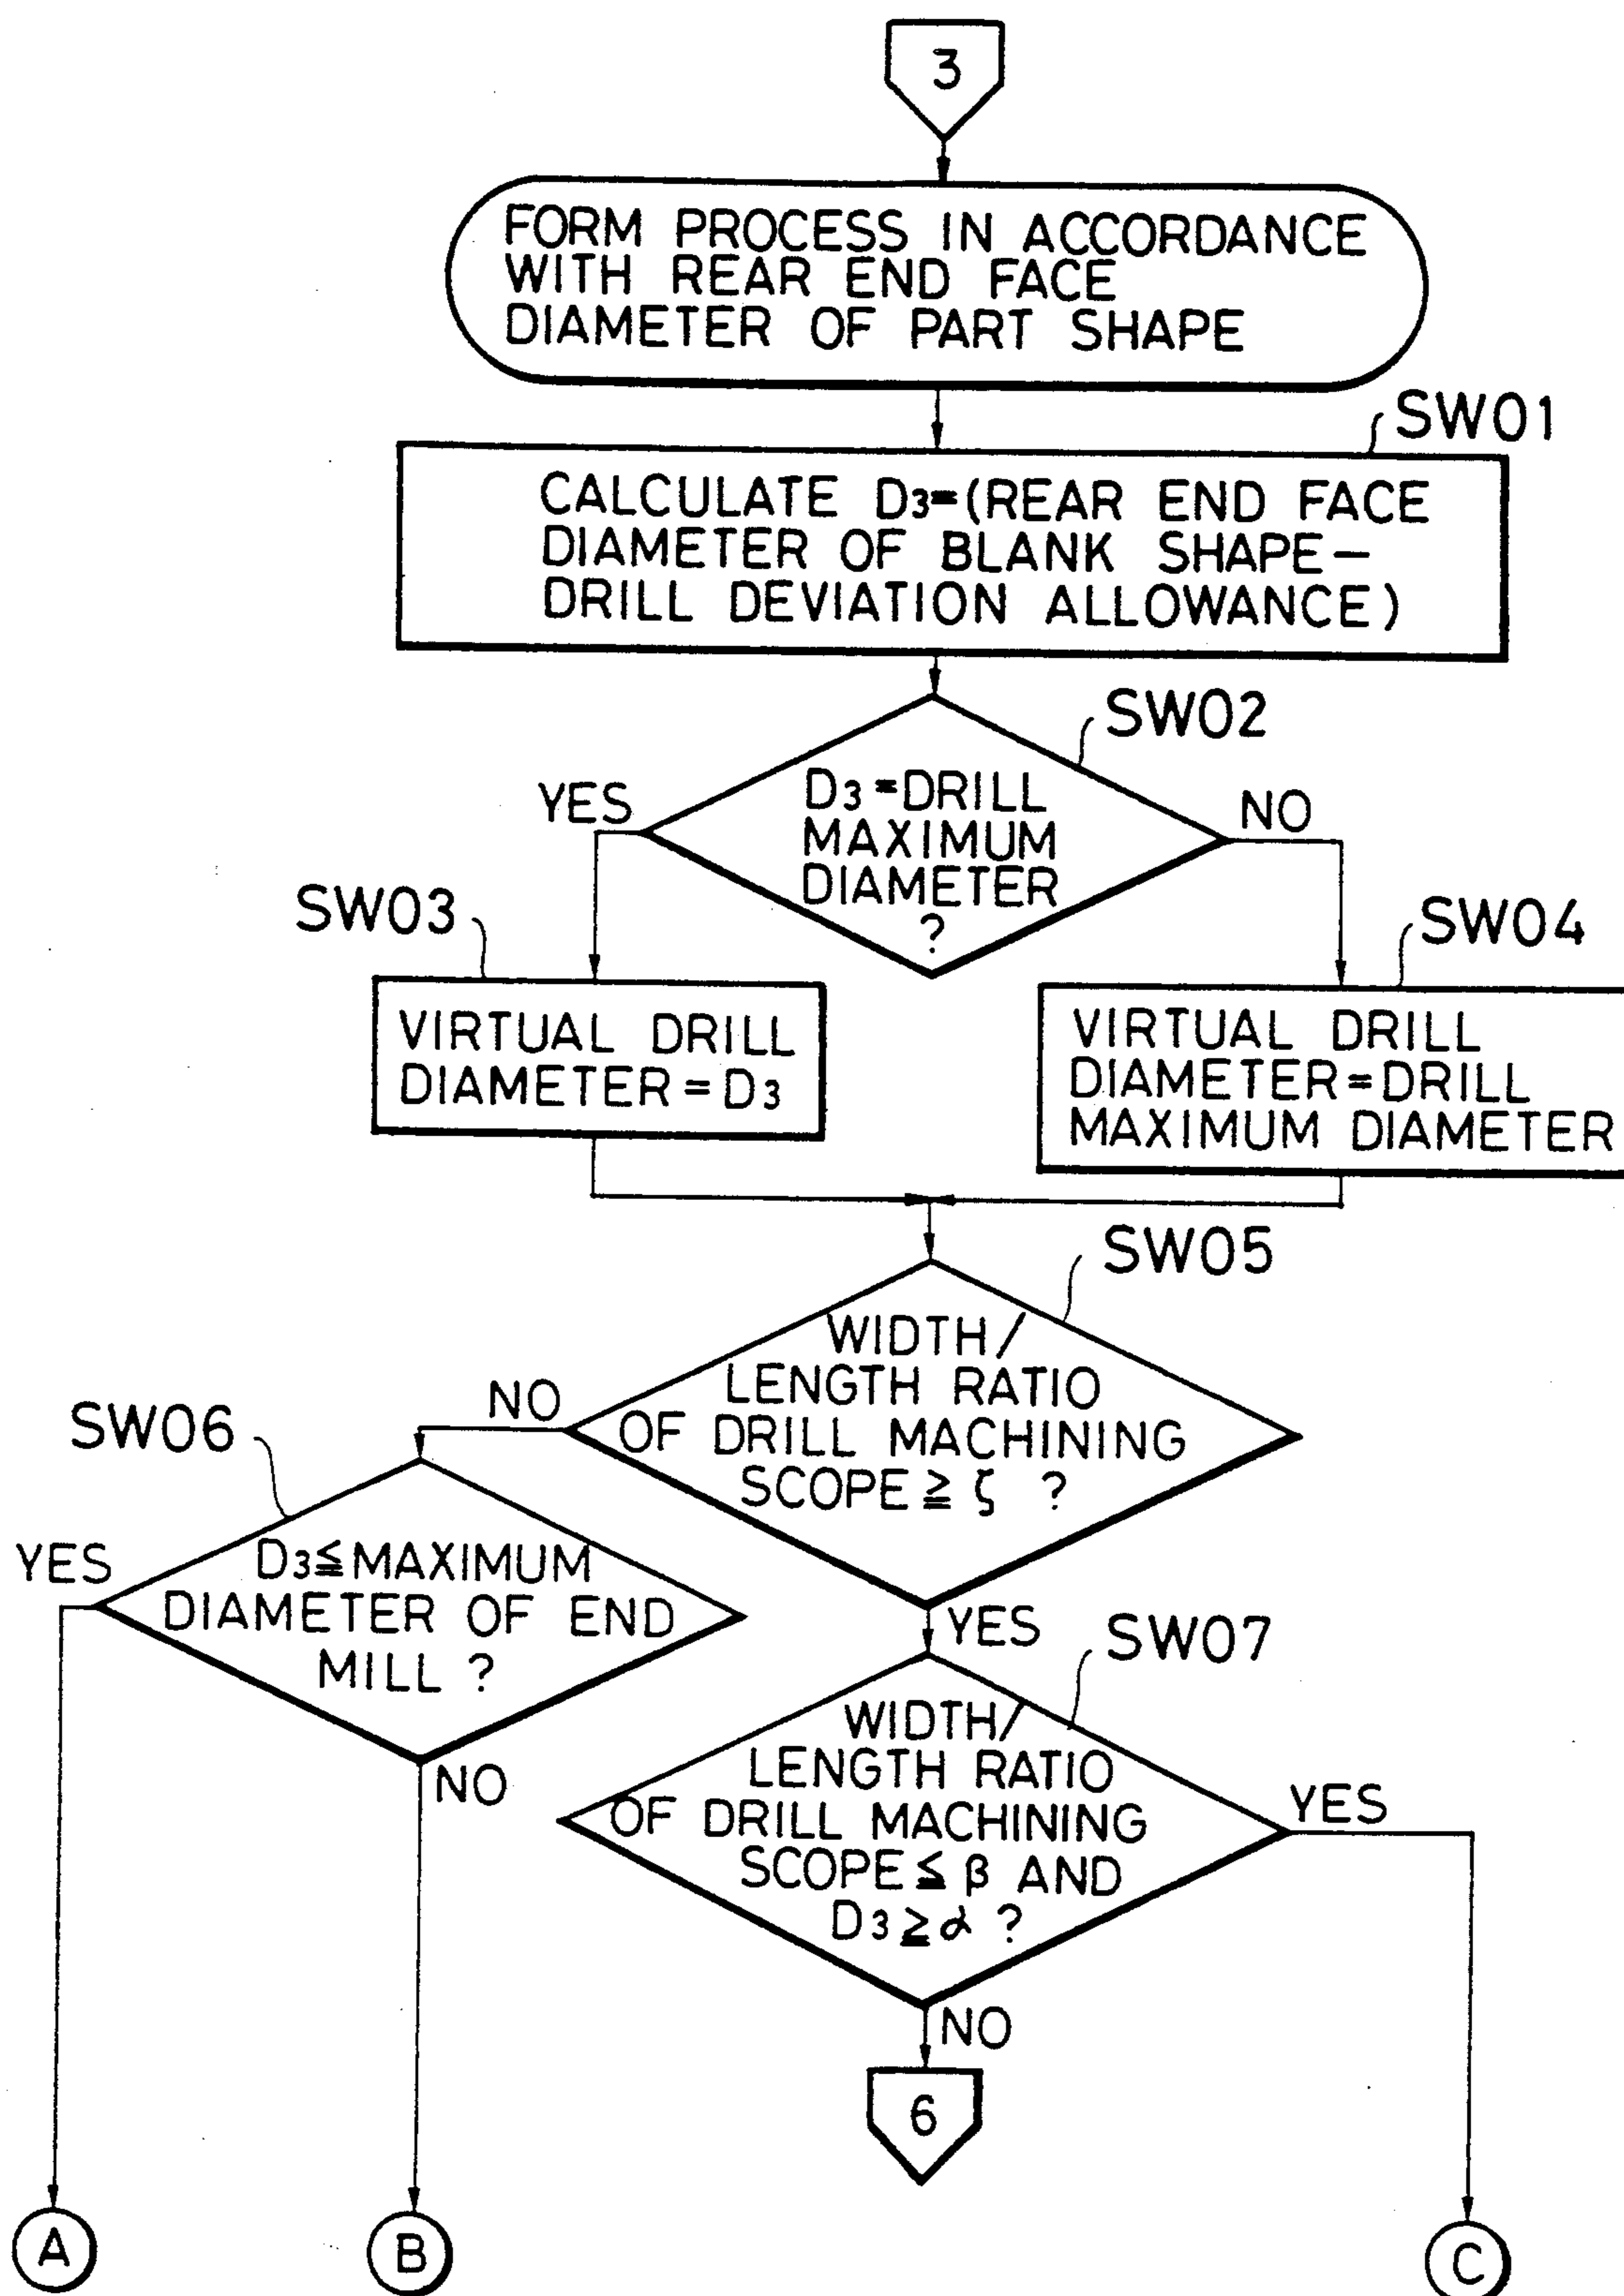 3
FORM PROCESS IN ACCORDANCE
WITH REAR END FACE
DIAMETER OF PART SHAPE
SW01
CALCULATE D3=(REAR END FACE
DIAMETER OF BLANK SHAPE—
DRILL DEVIATION ALLOWANCE)
SW02
D3=DRILL
MAXIMUM
DIAMETER
?
YES
NO
SW03
VIRTUAL DRILL
DIAMETER=D3
SW04
VIRTUAL DRILL
DIAMETER=DRILL
MAXIMUM DIAMETER
SW05
WIDTH/
LENGTH RATIO
OF DRILL MACHINING
SCOPE≧ζ ?
NO
YES
SW06
D3≦MAXIMUM
DIAMETER OF END
MILL ?
YES
NO
SW07
WIDTH/
LENGTH RATIO
OF DRILL MACHINING
SCOPE≦β AND
D3≧α ?
YES
NO
6
A
B
C